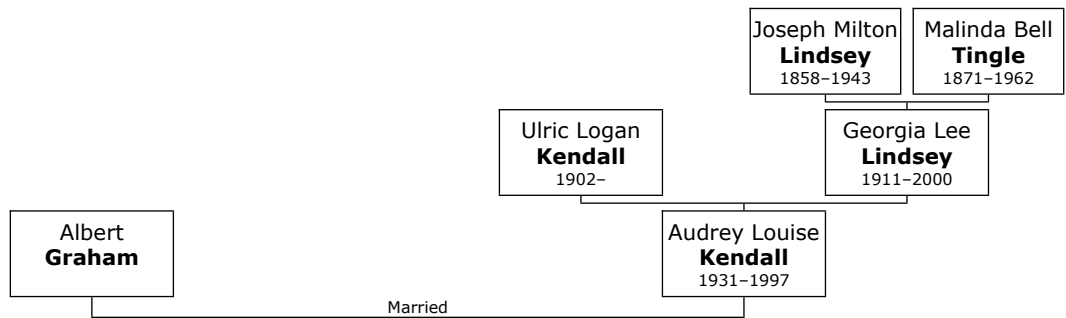 Joseph Milton
Lindsey
1858–1943
Malinda Bell
Tingle
1871–1962
Ulric Logan
Kendall
1902–
Georgia Lee
Lindsey
1911–2000
Albert
Graham
Audrey Louise
Kendall
1931–1997
Married